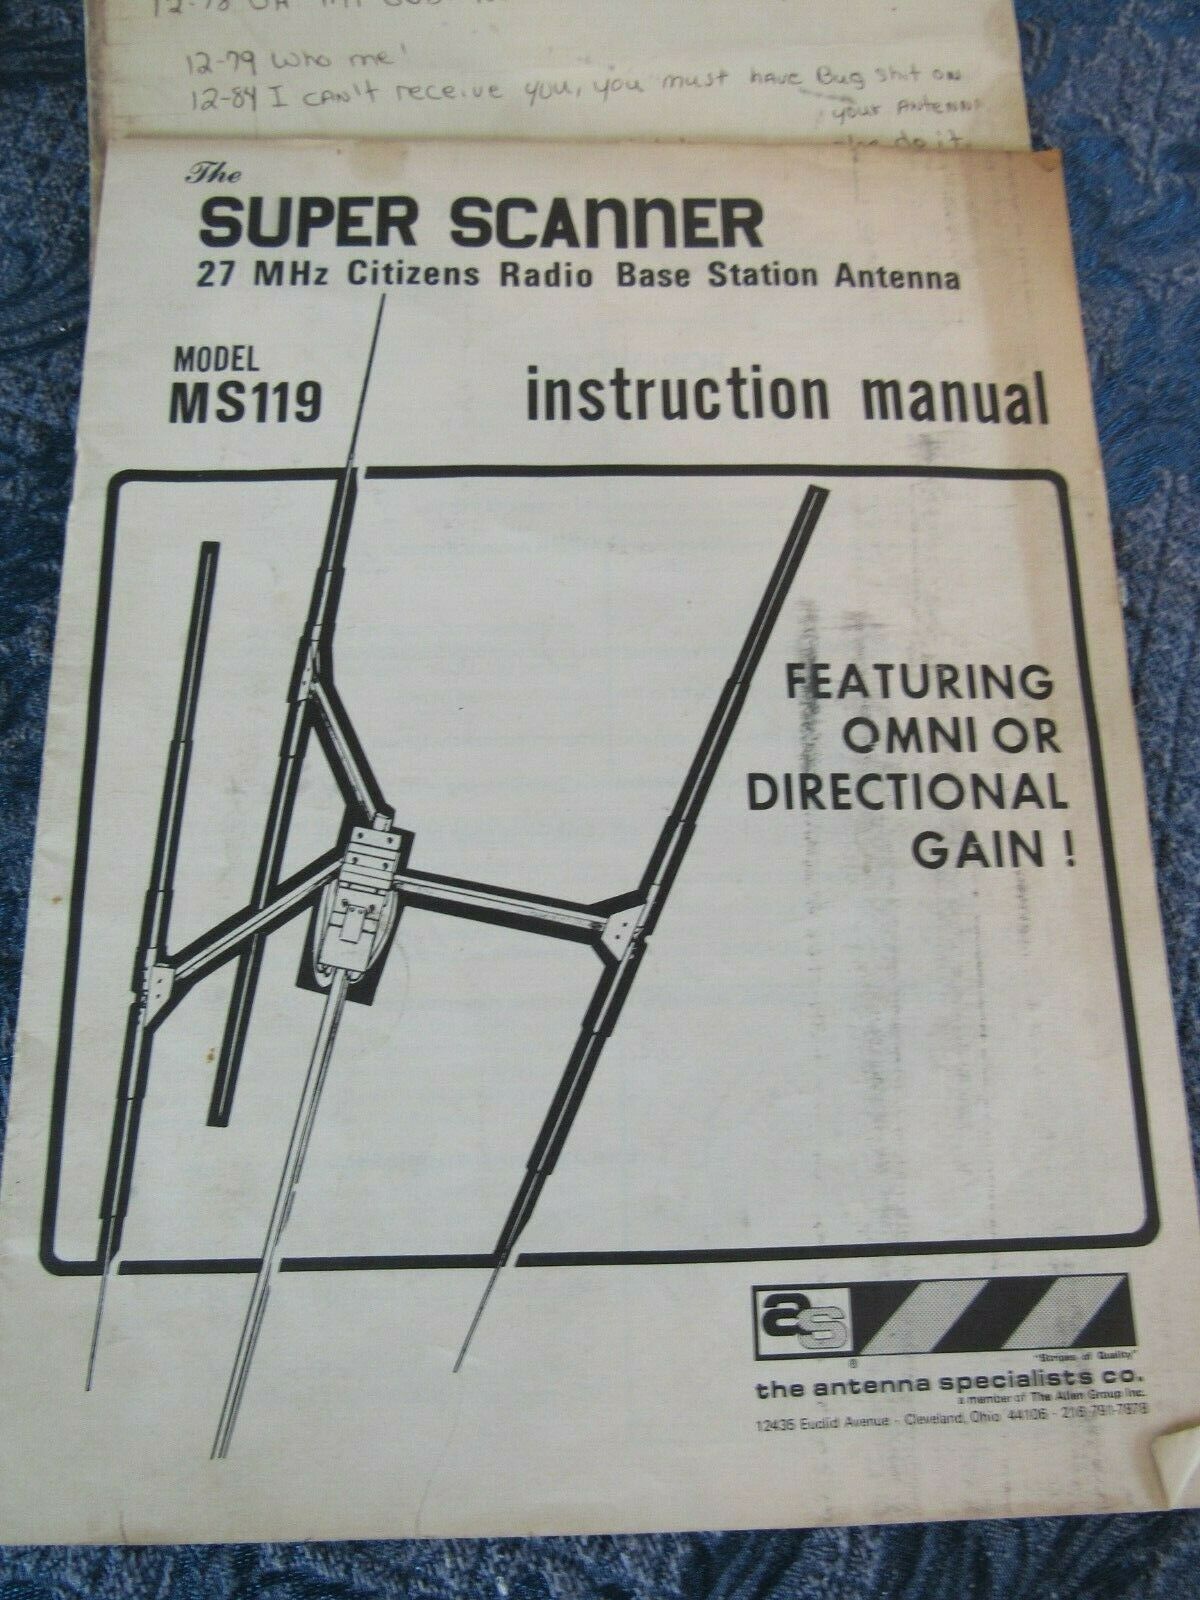 12-79 Who me!
12-84 I CAN'T receive YOU, you must HAVE Bug shit ON
your ANTENNA
do it
The
SUPER SCANNER
27 MHz Citizens Radio Base Station Antenna
MODEL
MS119
instruction manual
FEATURING
OMNI OR
DIRECTIONAL
GAIN !
as
®
"Stripes of Quality"
the antenna specialists co.
a member of The Allen Group Inc.
12435 Euclid Avenue - Cleveland, Ohio 44106 - 216/791-7878